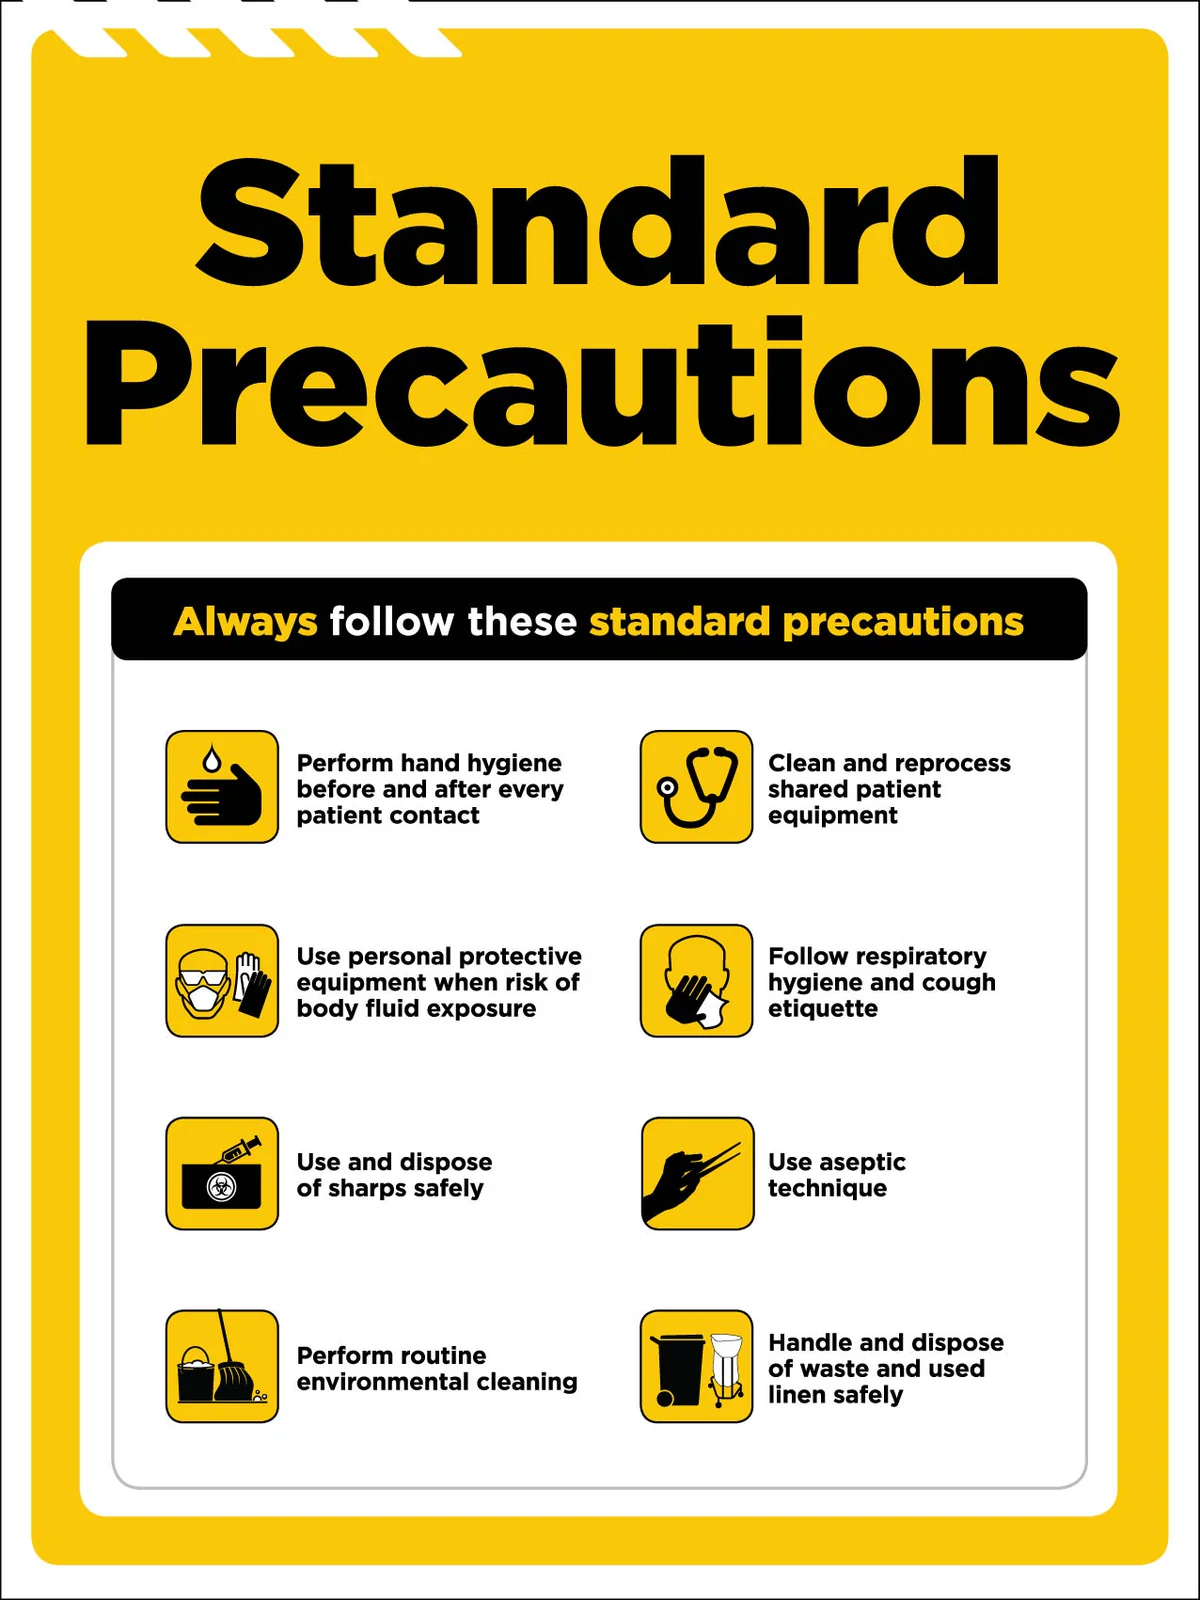 Standard
Precautions
Always follow these standard precautions
Perform hand hygiene
before and after every
patient contact
Clean and reprocess
shared patient
equipment
Use personal protective
equipment when risk of
body fluid exposure
Follow respiratory
hygiene and cough
etiquette
Use and dispose
of sharps safely
Use aseptic
technique
Perform routine
environmental cleaning
Handle and dispose
of waste and used
linen safely